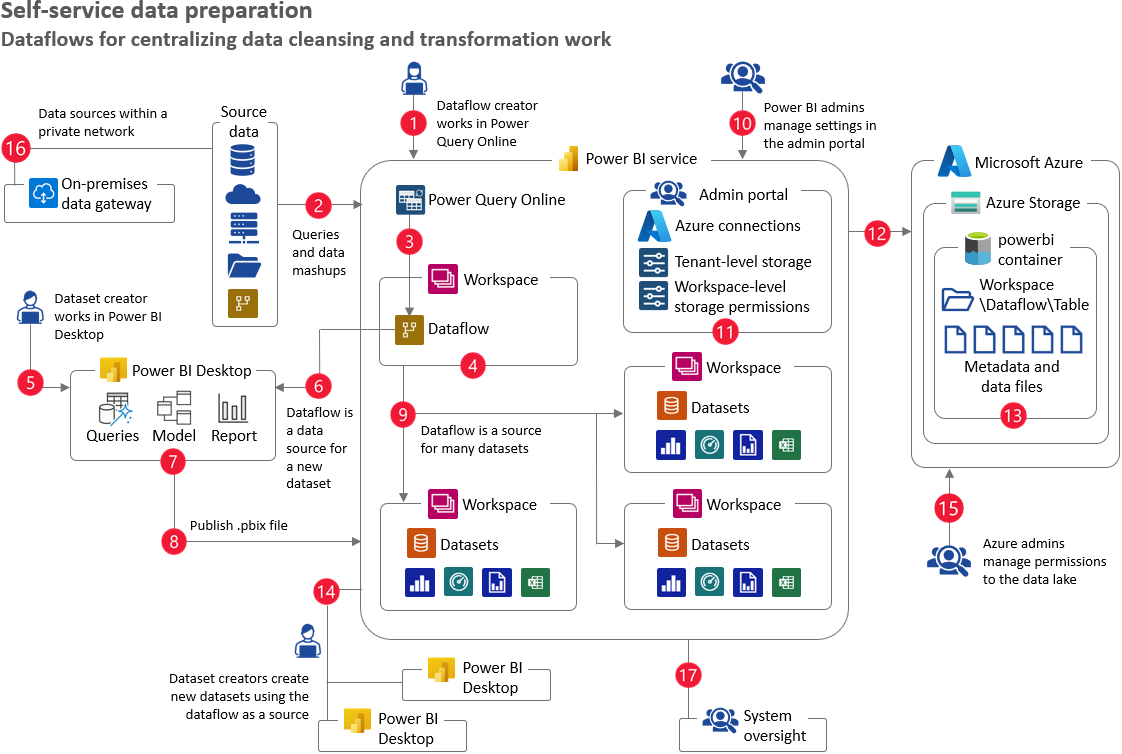 Self-service data preparation
Dataflows for centralizing data cleansing and transformation work
Data sources within a
private network
16
On-premises
data gateway
Source
data
Dataflow creator
works in Power
Query Online
1
10
Power BI admins
manage settings in
the admin portal
2
Queries
and data
mashups
Power BI service
Power Query Online
3
Workspace
Dataflow
4
Admin portal
Azure connections
Tenant-level storage
Workspace-level
storage permissions
11
12
Microsoft Azure
Azure Storage
powerbi
container
Workspace
\Dataflow\Table
Metadata and
data files
13
Dataset creator
works in Power BI
Desktop
5
Power BI Desktop
Queries
Model
Report
7
6
Dataflow is
a data
source for
a new
dataset
9
Dataflow is a source
for many datasets
Workspace
Datasets
8
Publish .pbix file
Workspace
Datasets
Workspace
Datasets
15
Azure admins
manage permissions
to the data lake
14
Dataset creators create
new datasets using the
dataflow as a source
Power BI
Desktop
Power BI
Desktop
17
System
oversight